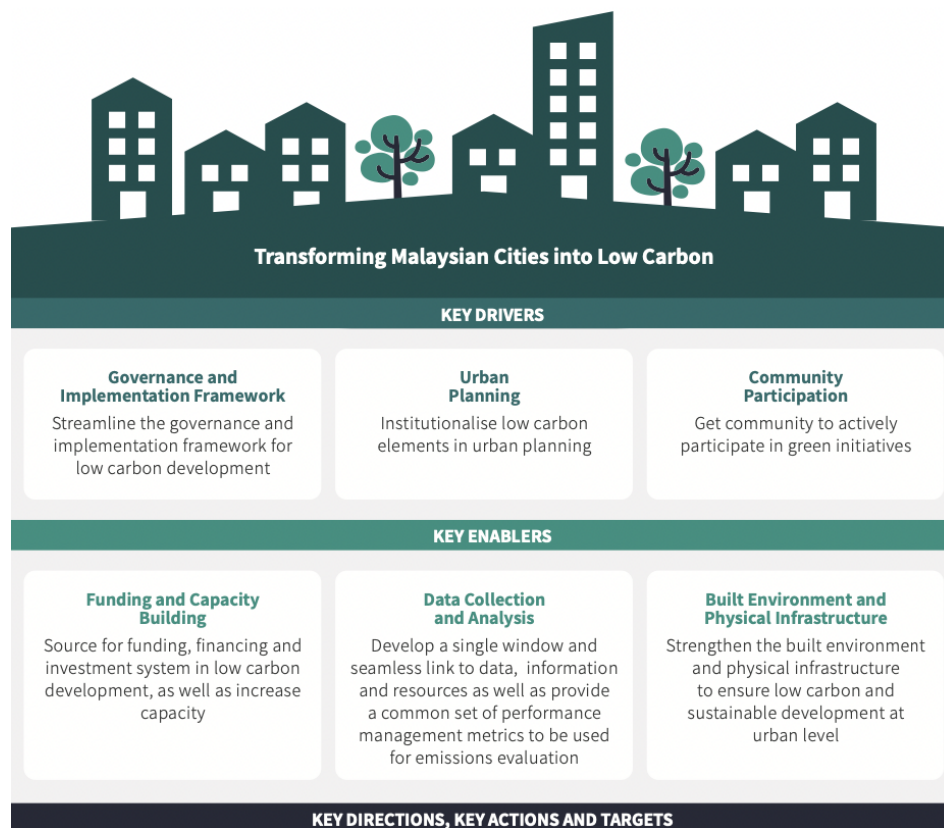 Transforming Malaysian Cities into Low Carbon
KEY DRIVERS
Governance and
Implementation Framework
Streamline the governance and
implementation framework for
low carbon development
Urban
Planning
Institutionalise low carbon
elements in urban planning
Community
Participation
Get community to actively
participate in green initiatives
KEY ENABLERS
Funding and Capacity
Building
Source for funding, financing and
investment system in low carbon
development, as well as increase
capacity
Data Collection
and Analysis
Develop a single window and
seamless link to data, information
and resources as well as provide
a common set of performance
management metrics to be used
for emissions evaluation
Built Environment and
Physical Infrastructure
Strengthen the built environment
and physical infrastructure
to ensure low carbon and
sustainable development at
urban level
KEY DIRECTIONS, KEY ACTIONS AND TARGETS